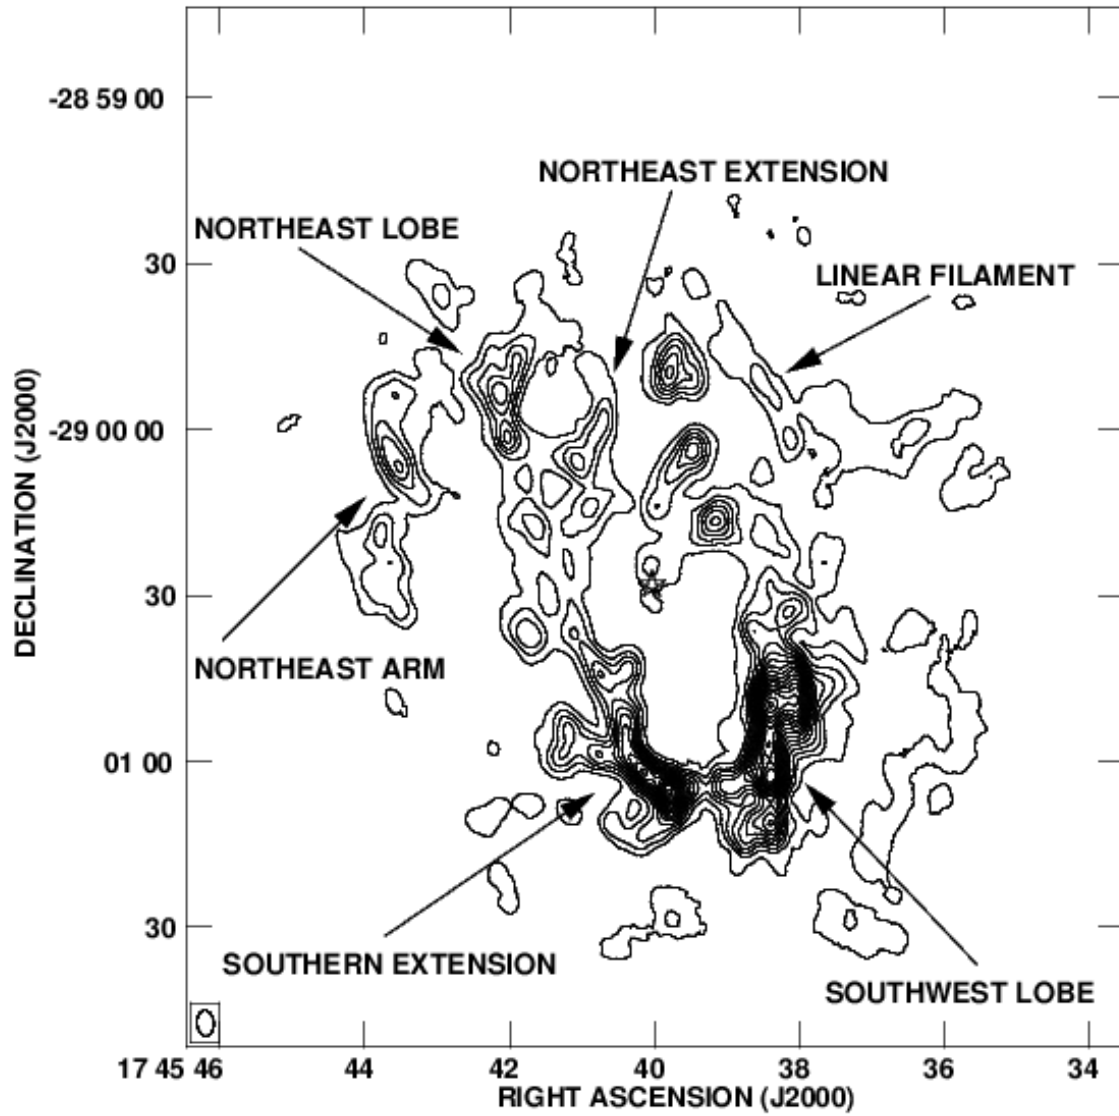 -28 59 00
NORTHEAST EXTENSION
NORTHEAST LOBE
30
LINEAR FILAMENT
-29 00 00
DECLINATION (J2000)
30
NORTHEAST ARM
01 00
30
SOUTHERN EXTENSION
SOUTHWEST LOBE
17 45 46 44 42 40 38 36 34
RIGHT ASCENSION (J2000)